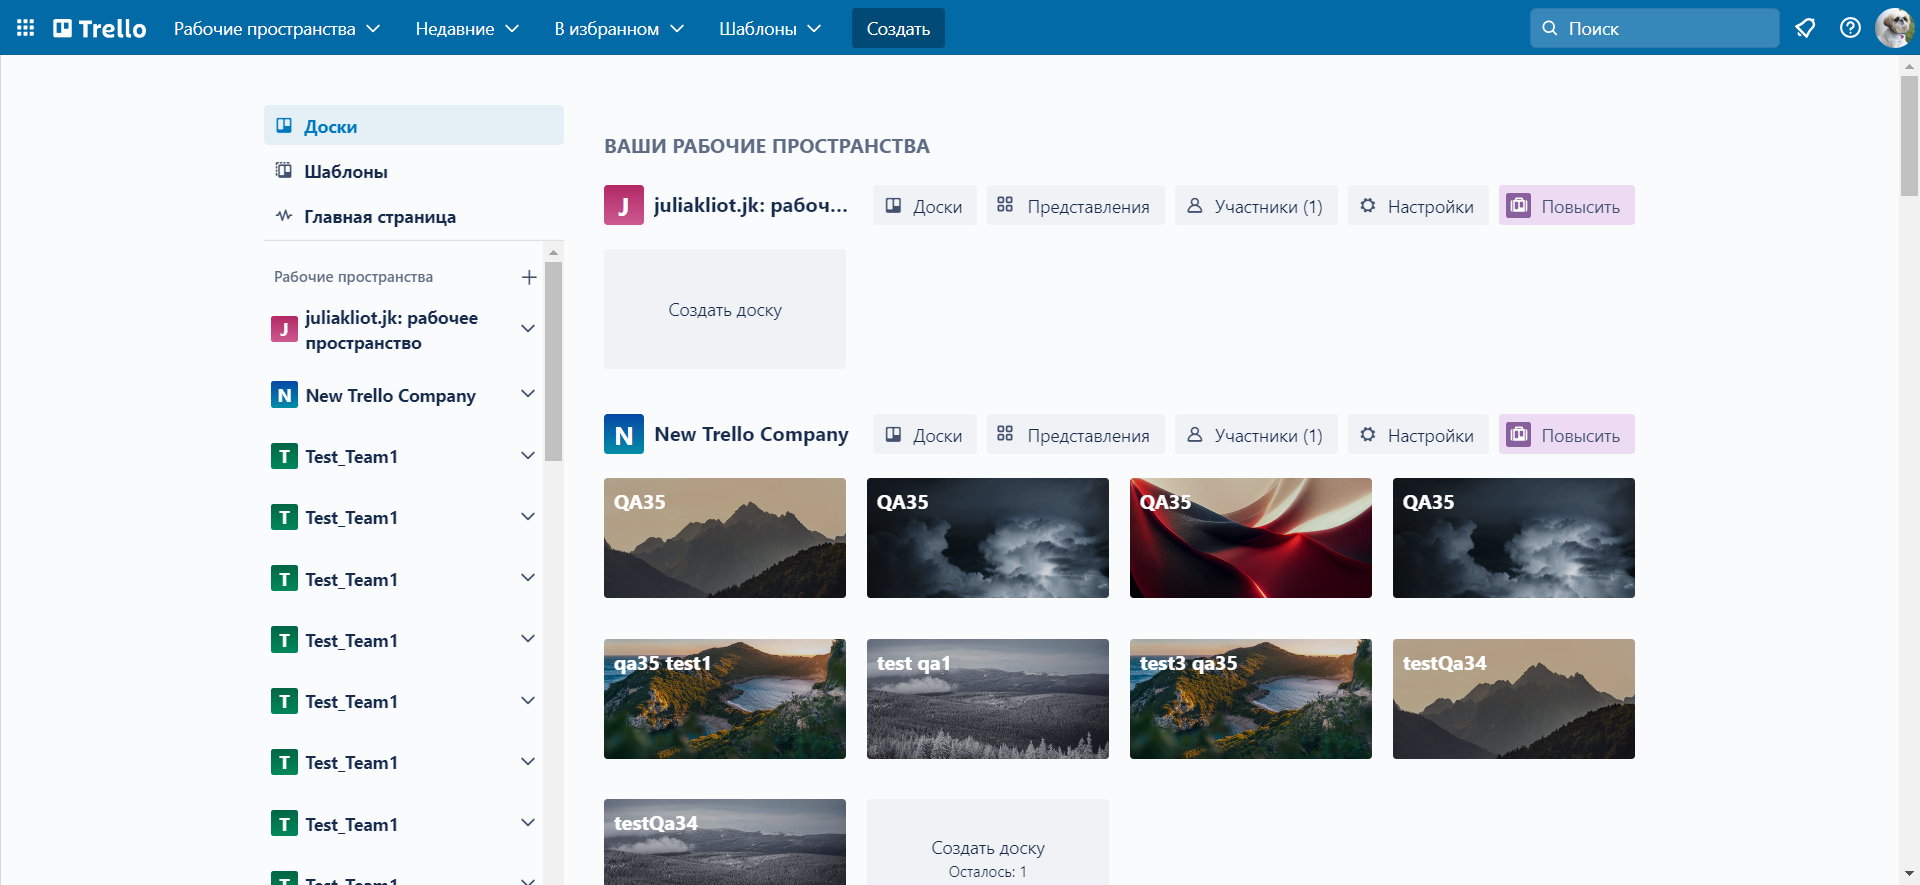 Trello
Рабочие пространства
Недавние
В избранном
Шаблоны
Создать
Поиск
Доски
Шаблоны
Главная страница
Рабочие пространства
J
juliakliot.jk: рабочее
пространство
N
New Trello Company
T
Test_Team1
T
Test_Team1
T
Test_Team1
T
Test_Team1
T
Test_Team1
T
Test_Team1
T
Test_Team1
T
Test_Team1
ВАШИ РАБОЧИЕ ПРОСТРАНСТВА
J
juliakliot.jk: рабоч...
Доски
Представления
Участники (1)
Настройки
Повысить
Создать доску
N
New Trello Company
Доски
Представления
Участники (1)
Настройки
Повысить
QA35
QA35
QA35
QA35
qa35 test1
test qa1
test3 qa35
testQa34
testQa34
Создать доску
Осталось: 1